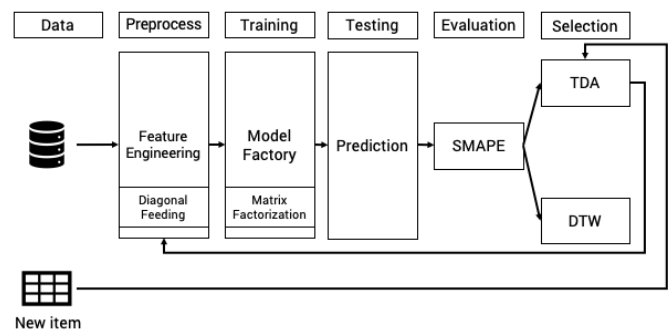 Data
Preprocess
Training
Testing
Evaluation
Selection
Feature
Engineering
Diagonal
Feeding
Model
Factory
Matrix
Factorization
Prediction
SMAPE
TDA
DTW
New item